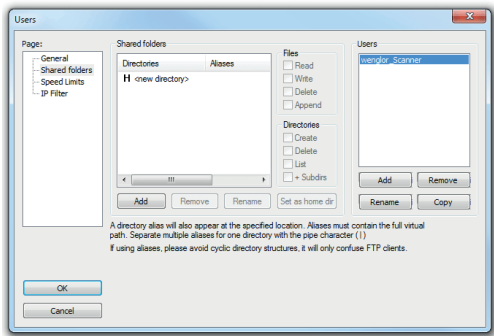 Users
Page:
General
Shared folders
Speed Limits
IP Filter
Shared folders
Directories Aliases
H <new directory>
Files
Read
Write
Delete
Append
Directories
Create
Delete
List
+ Subdirs
Add Remove Rename Set as home dir
A directory alias will also appear at the specified location. Aliases must contain the full virtual
path. Separate multiple aliases for one directory with the pipe character (|)
If using aliases, please avoid cyclic directory structures, it will only confuse FTP clients.
Users
wenglor_Scanner
Add Remove
Rename Copy
OK
Cancel